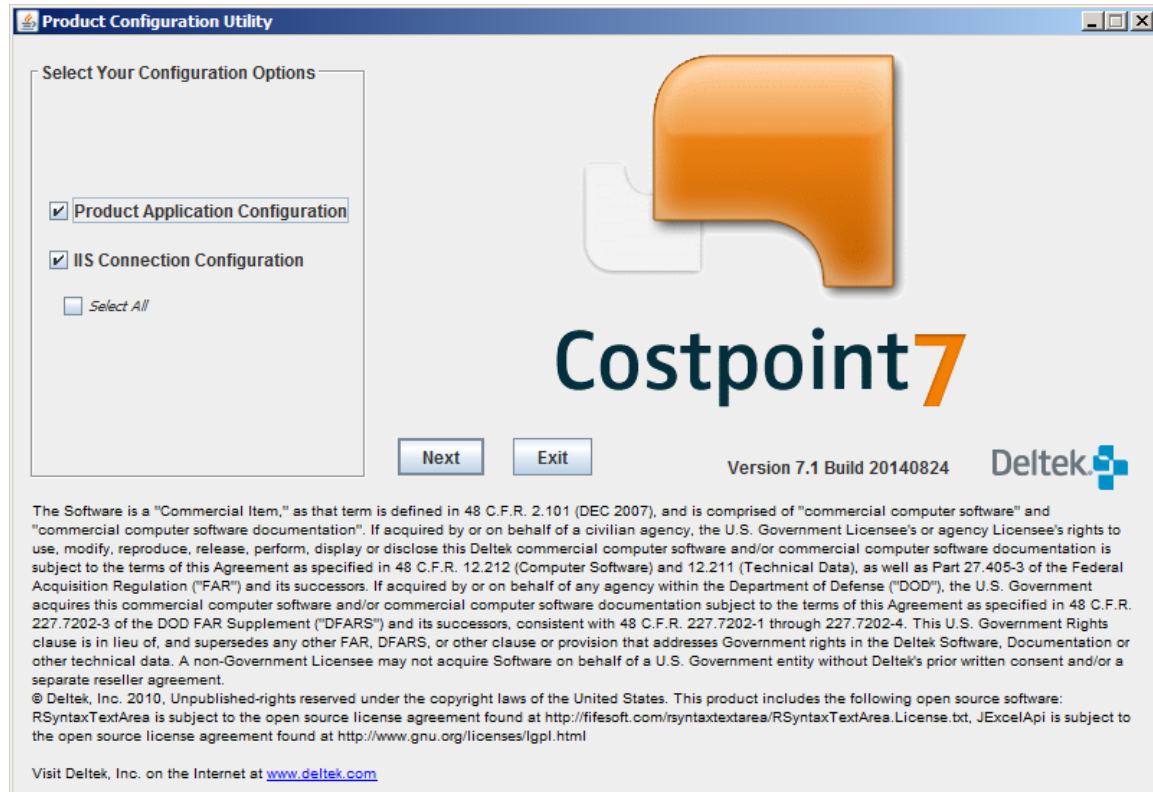 Product Configuration Utility
Select Your Configuration Options
Product Application Configuration
IIS Connection Configuration
Select All
Costpoint7
Next
Exit
Version 7.1 Build 20140824
Deltek
The Software is a "Commercial Item," as that term is defined in 48 C.F.R. 2.101 (DEC 2007), and is comprised of "commercial computer software" and
"commercial computer software documentation". If acquired by or on behalf of a civilian agency, the U.S. Government Licensee's or agency Licensee's rights to
use, modify, reproduce, release, perform, display or disclose this Deltek commercial computer software and/or commercial computer software documentation is
subject to the terms of this Agreement as specified in 48 C.F.R. 12.212 (Computer Software) and 12.211 (Technical Data), as well as Part 27.405-3 of the Federal
Acquisition Regulation ("FAR") and its successors. If acquired by or on behalf of any agency within the Department of Defense ("DOD"), the U.S. Government
acquires this commercial computer software and/or commercial computer software documentation subject to the terms of this Agreement as specified in 48 C.F.R.
227.7202-3 of the DOD FAR Supplement ("DFARS") and its successors, consistent with 48 C.F.R. 227.7202-1 through 227.7202-4. This U.S. Government Rights
clause is in lieu of, and supersedes any other FAR, DFARS, or other clause or provision that addresses Government rights in the Deltek Software, Documentation or
other technical data. A non-Government Licensee may not acquire Software on behalf of a U.S. Government entity without Deltek's prior written consent and/or a
separate reseller agreement.
© Deltek, Inc. 2010, Unpublished-rights reserved under the copyright laws of the United States. This product includes the following open source software:
RSyntaxTextArea is subject to the open source license agreement found at http://fifesoft.com/rsyntaxtextarea/RSyntaxTextArea.License.txt, JExcelApi is subject to
the open source license agreement found at http://www.gnu.org/licenses/lgpl.html
Visit Deltek, Inc. on the Internet at www.deltek.com